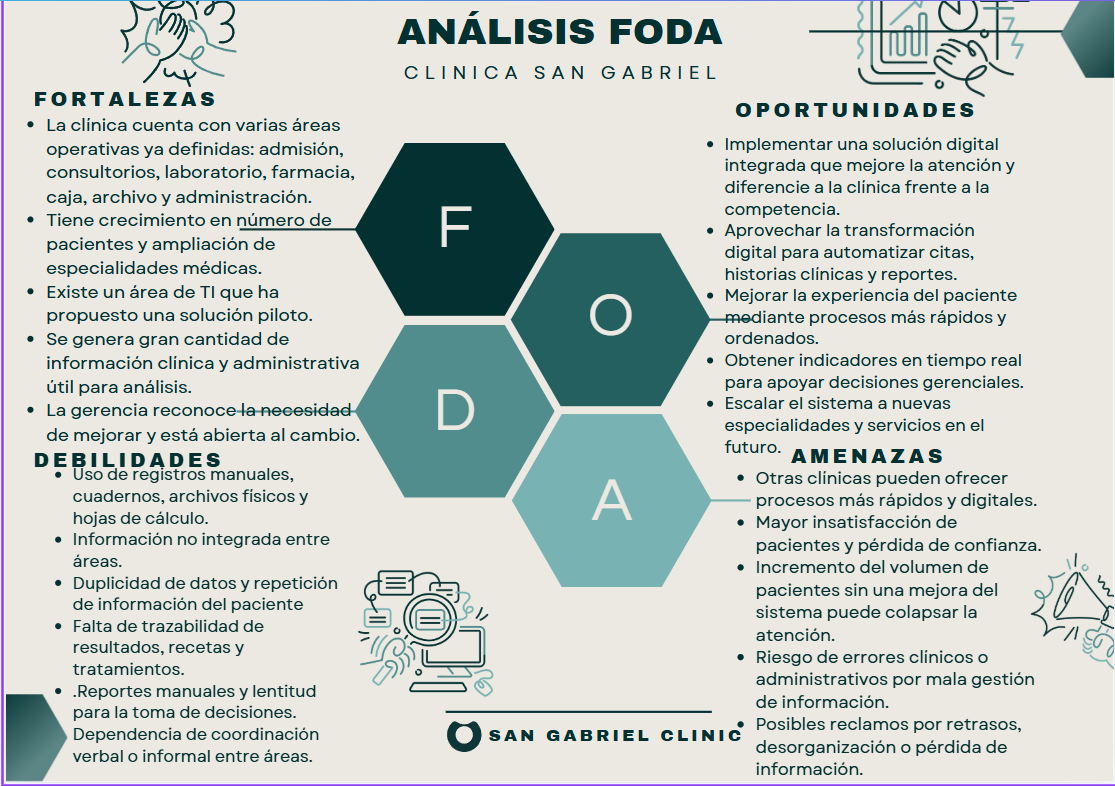 ANÁLISIS FODA
CLINICA SAN GABRIEL
FORTALEZAS
• La clínica cuenta con varias áreas
operativas ya definidas: admisión,
consultorios, laboratorio, farmacia,
caja, archivo y administración.
• Tiene crecimiento en número de
pacientes y ampliación de
especialidades médicas.
• Existe un área de TI que ha
propuesto una solución piloto.
• Se genera gran cantidad de
información clínica y administrativa
útil para análisis.
• La gerencia reconoce la necesidad
de mejorar y está abierta al cambio.
F
O
D
A
OPORTUNIDADES
• Implementar una solución digital
integrada que mejore la atención y
diferencie a la clínica frente a la
competencia.
• Aprovechar la transformación
digital para automatizar citas,
historias clínicas y reportes.
• Mejorar la experiencia del paciente
mediante procesos más rápidos y
ordenados.
• Obtener indicadores en tiempo real
para apoyar decisiones gerenciales.
• Escalar el sistema a nuevas
especialidades y servicios en el
futuro.
DEBILIDADES
• Uso de registros manuales,
cuadernos, archivos físicos y
hojas de cálculo.
• Información no integrada entre
áreas.
• Duplicidad de datos y repetición
de información del paciente
• Falta de trazabilidad de
resultados, recetas y
tratamientos.
• .Reportes manuales y lentitud
para la toma de decisiones.
Dependencia de coordinación
verbal o informal entre áreas.
AMENAZAS
• Otras clínicas pueden ofrecer
procesos más rápidos y digitales.
• Mayor insatisfacción de
pacientes y pérdida de confianza.
• Incremento del volumen de
pacientes sin una mejora del
sistema puede colapsar la
atención.
• Riesgo de errores clínicos o
administrativos por mala gestión
de información.
• Posibles reclamos por retrasos,
desorganización o pérdida de
información.
SAN GABRIEL CLINIC